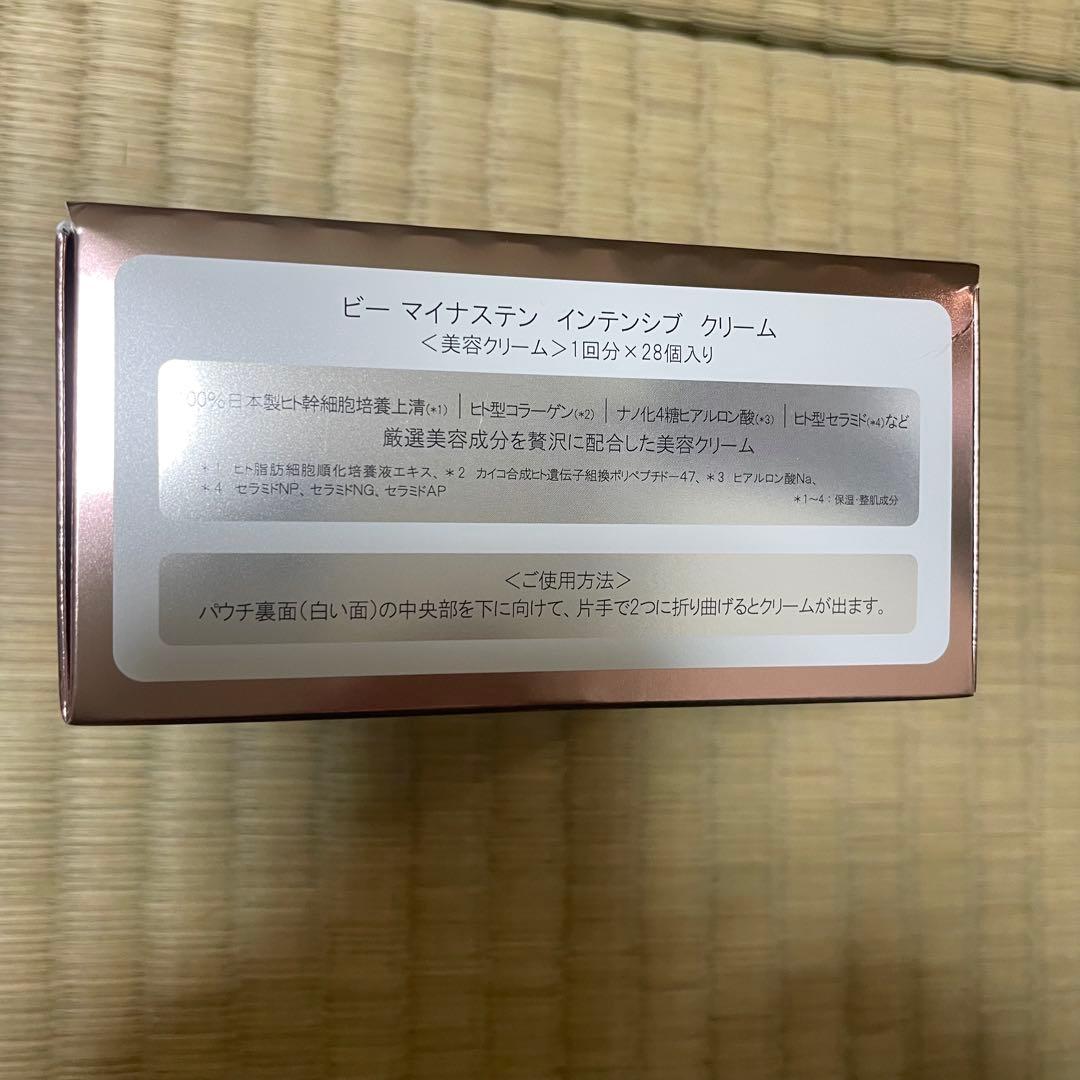 ビー マイナステン インテンシブ クリーム
＜美容クリーム＞1回分×28個入り
100%日本製ヒト幹細胞培養上清(*1)｜ヒト型コラーゲン(*2)｜ナノ化4糖ヒアルロン酸(*3)｜ヒト型セラミド(*4)など
厳選美容成分を贅沢に配合した美容クリーム
*1 ヒト脂肪細胞順化培養液エキス、*2 カイコ合成ヒト遺伝子組換ポリペプチドー47、*3 ヒアルロン酸Na、
*4 セラミドNP、セラミドNG、セラミドAP
*1～4：保湿・整肌成分
＜ご使用方法＞
パウチ裏面（白い面）の中央部を下に向けて、片手で2つに折り曲げるとクリームが出ます。